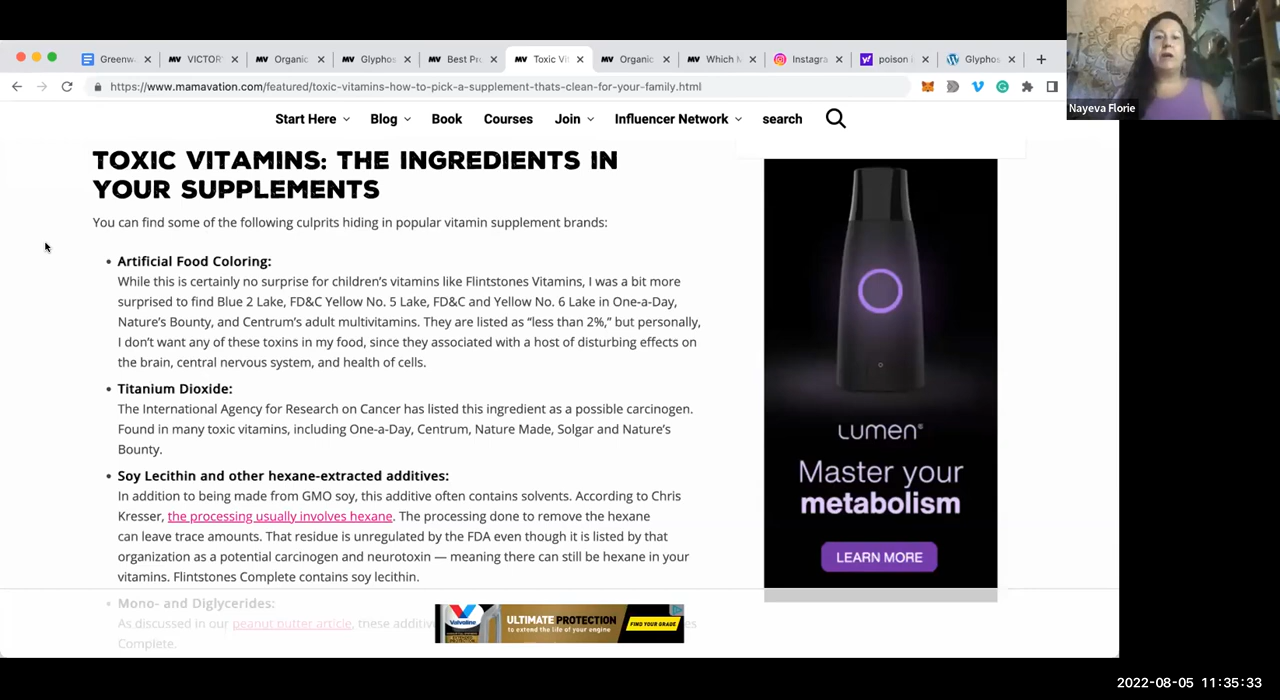 Greenw
VICTOR
Organic
Glyphos
Best Pr
Toxic Vi
Organic
Which M
Instagra
poison i
Glyphos
https://www.mamavation.com/featured/toxic-vitamins-how-to-pick-a-supplement-thats-clean-for-your-family.html
Nayeva Florie
Start Here Blog Book Courses Join Influencer Network search
TOXIC VITAMINS: THE INGREDIENTS IN
YOUR SUPPLEMENTS
You can find some of the following culprits hiding in popular vitamin supplement brands:
• Artificial Food Coloring:
While this is certainly no surprise for children's vitamins like Flintstones Vitamins, I was a bit more
surprised to find Blue 2 Lake, FD&C Yellow No. 5 Lake, FD&C and Yellow No. 6 Lake in One-a-Day,
Nature's Bounty, and Centrum's adult multivitamins. They are listed as “less than 2%,” but personally,
I don't want any of these toxins in my food, since they associated with a host of disturbing effects on
the brain, central nervous system, and health of cells.
• Titanium Dioxide:
The International Agency for Research on Cancer has listed this ingredient as a possible carcinogen.
Found in many toxic vitamins, including One-a-Day, Centrum, Nature Made, Solgar and Nature's
Bounty.
• Soy Lecithin and other hexane-extracted additives:
In addition to being made from GMO soy, this additive often contains solvents. According to Chris
Kresser, the processing usually involves hexane. The processing done to remove the hexane
can leave trace amounts. That residue is unregulated by the FDA even though it is listed by that
organization as a potential carcinogen and neurotoxin — meaning there can still be hexane in your
vitamins. Flintstones Complete contains soy lecithin.
• Mono- and Diglycerides:
As discussed in our peanut butter article, these additiv
Complete.
LUMEN
Master your
metabolism
LEARN MORE
Valvoline
ULTIMATE PROTECTION
to extend the life of your engine
FIND YOUR GRADE
2022-08-05 11:35:33